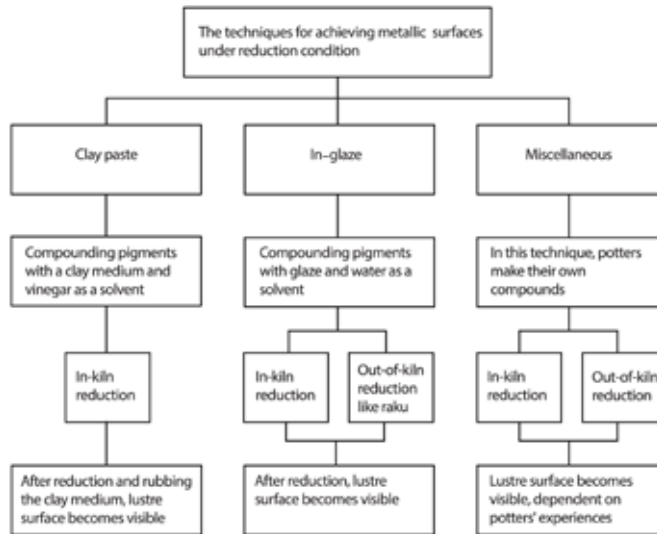 The techniques for achieving metallic surfaces
under reduction condition
Clay paste
In-glaze
Miscellaneous
Compounding pigments
with a clay medium and
vinegar as a solvent
Compounding pigments
with glaze and water as a
solvent
In this technique, potters
make their own
compounds
In-kiln
reduction
In-kiln
reduction
Out-of-kiln
reduction
like raku
In-kiln
reduction
Out-of-kiln
reduction
After reduction and rubbing
the clay medium, lustre
surface becomes visible
After reduction, lustre
surface becomes visible
Lustre surface becomes
visible, dependent on
potters' experiences